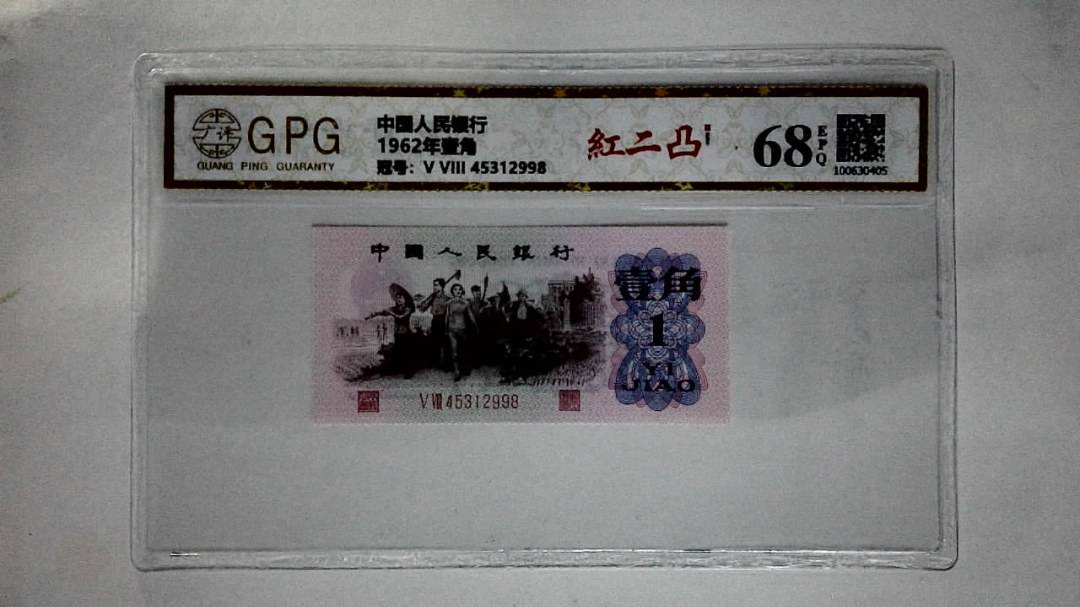 GPG
GUANG PING GUARANTY
中國人民銀行
1962年壹角
冠号: V VIII 45312998
紅二凸
68 EPQ
100630405
中國人民銀行
壹角
1
YI
JIAO
V VIII 45312998